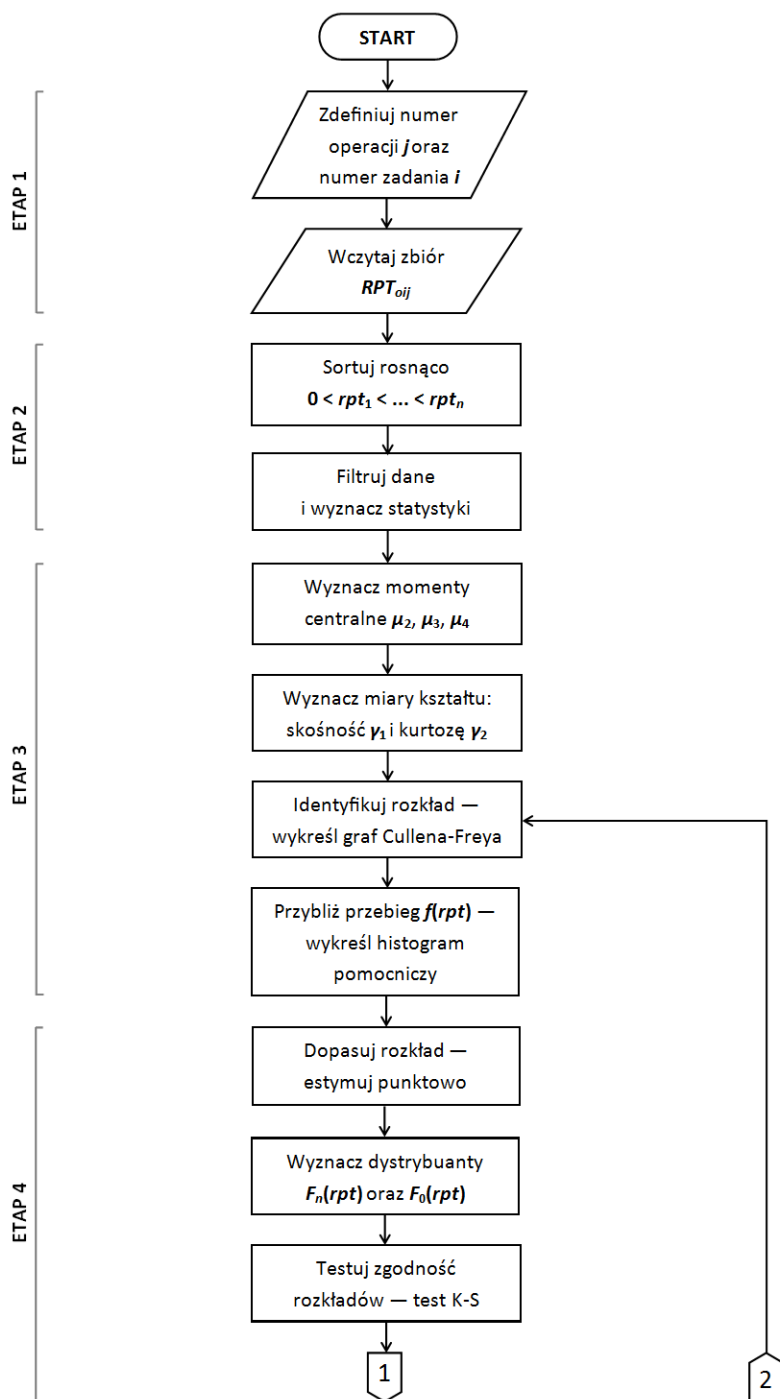 START
ETAP 1
Zdefiniuj numer
operacji j oraz
numer zadania i
Wczytaj zbiór
RPToij
ETAP 2
Sortuj rosnąco
0 < rpt1 < ... < rptn
Filtruj dane
i wyznacz statystyki
ETAP 3
Wyznacz momenty
centralne μ2, μ3, μ4
Wyznacz miary kształtu:
skośność γ1 i kurtozę γ2
Identyfikuj rozkład —
wykreśl graf Cullena-Freya
Przybliż przebieg f(rpt) —
wykreśl histogram
pomocniczy
ETAP 4
Dopasuj rozkład —
estymuj punktowo
Wyznacz dystrybuanty
Fn(rpt) oraz F0(rpt)
Testuj zgodność
rozkładów — test K-S
1
2